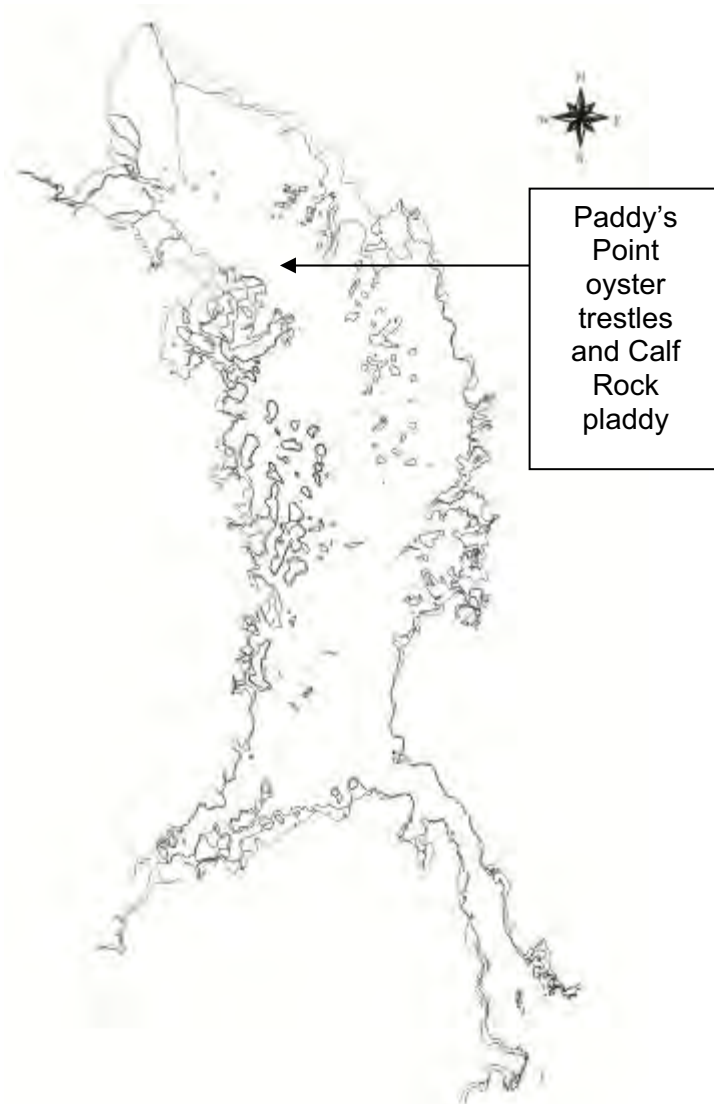 N
W E
S
Paddy's
Point
oyster
trestles
and Calf
Rock
pladdy